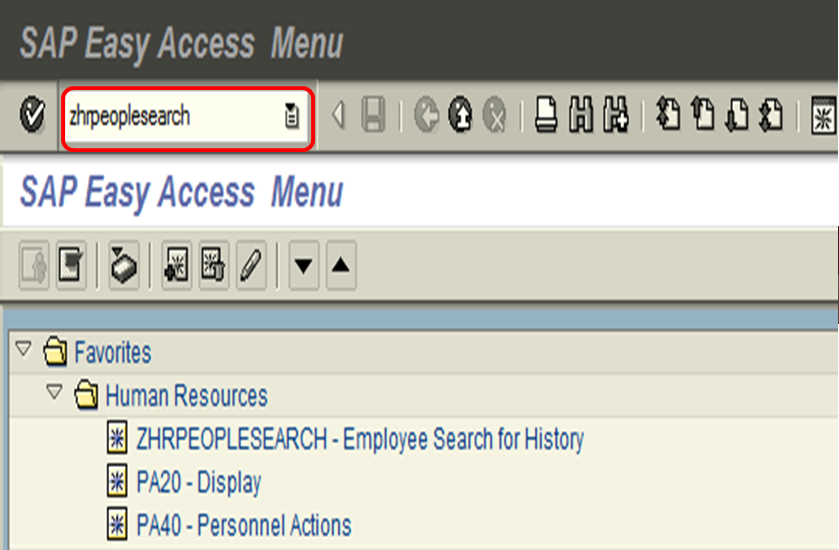 SAP Easy Access Menu
zhrpeoplesearch
SAP Easy Access Menu
Favorites
Human Resources
ZHRPEOPLESEARCH - Employee Search for History
PA20 - Display
PA40 - Personnel Actions